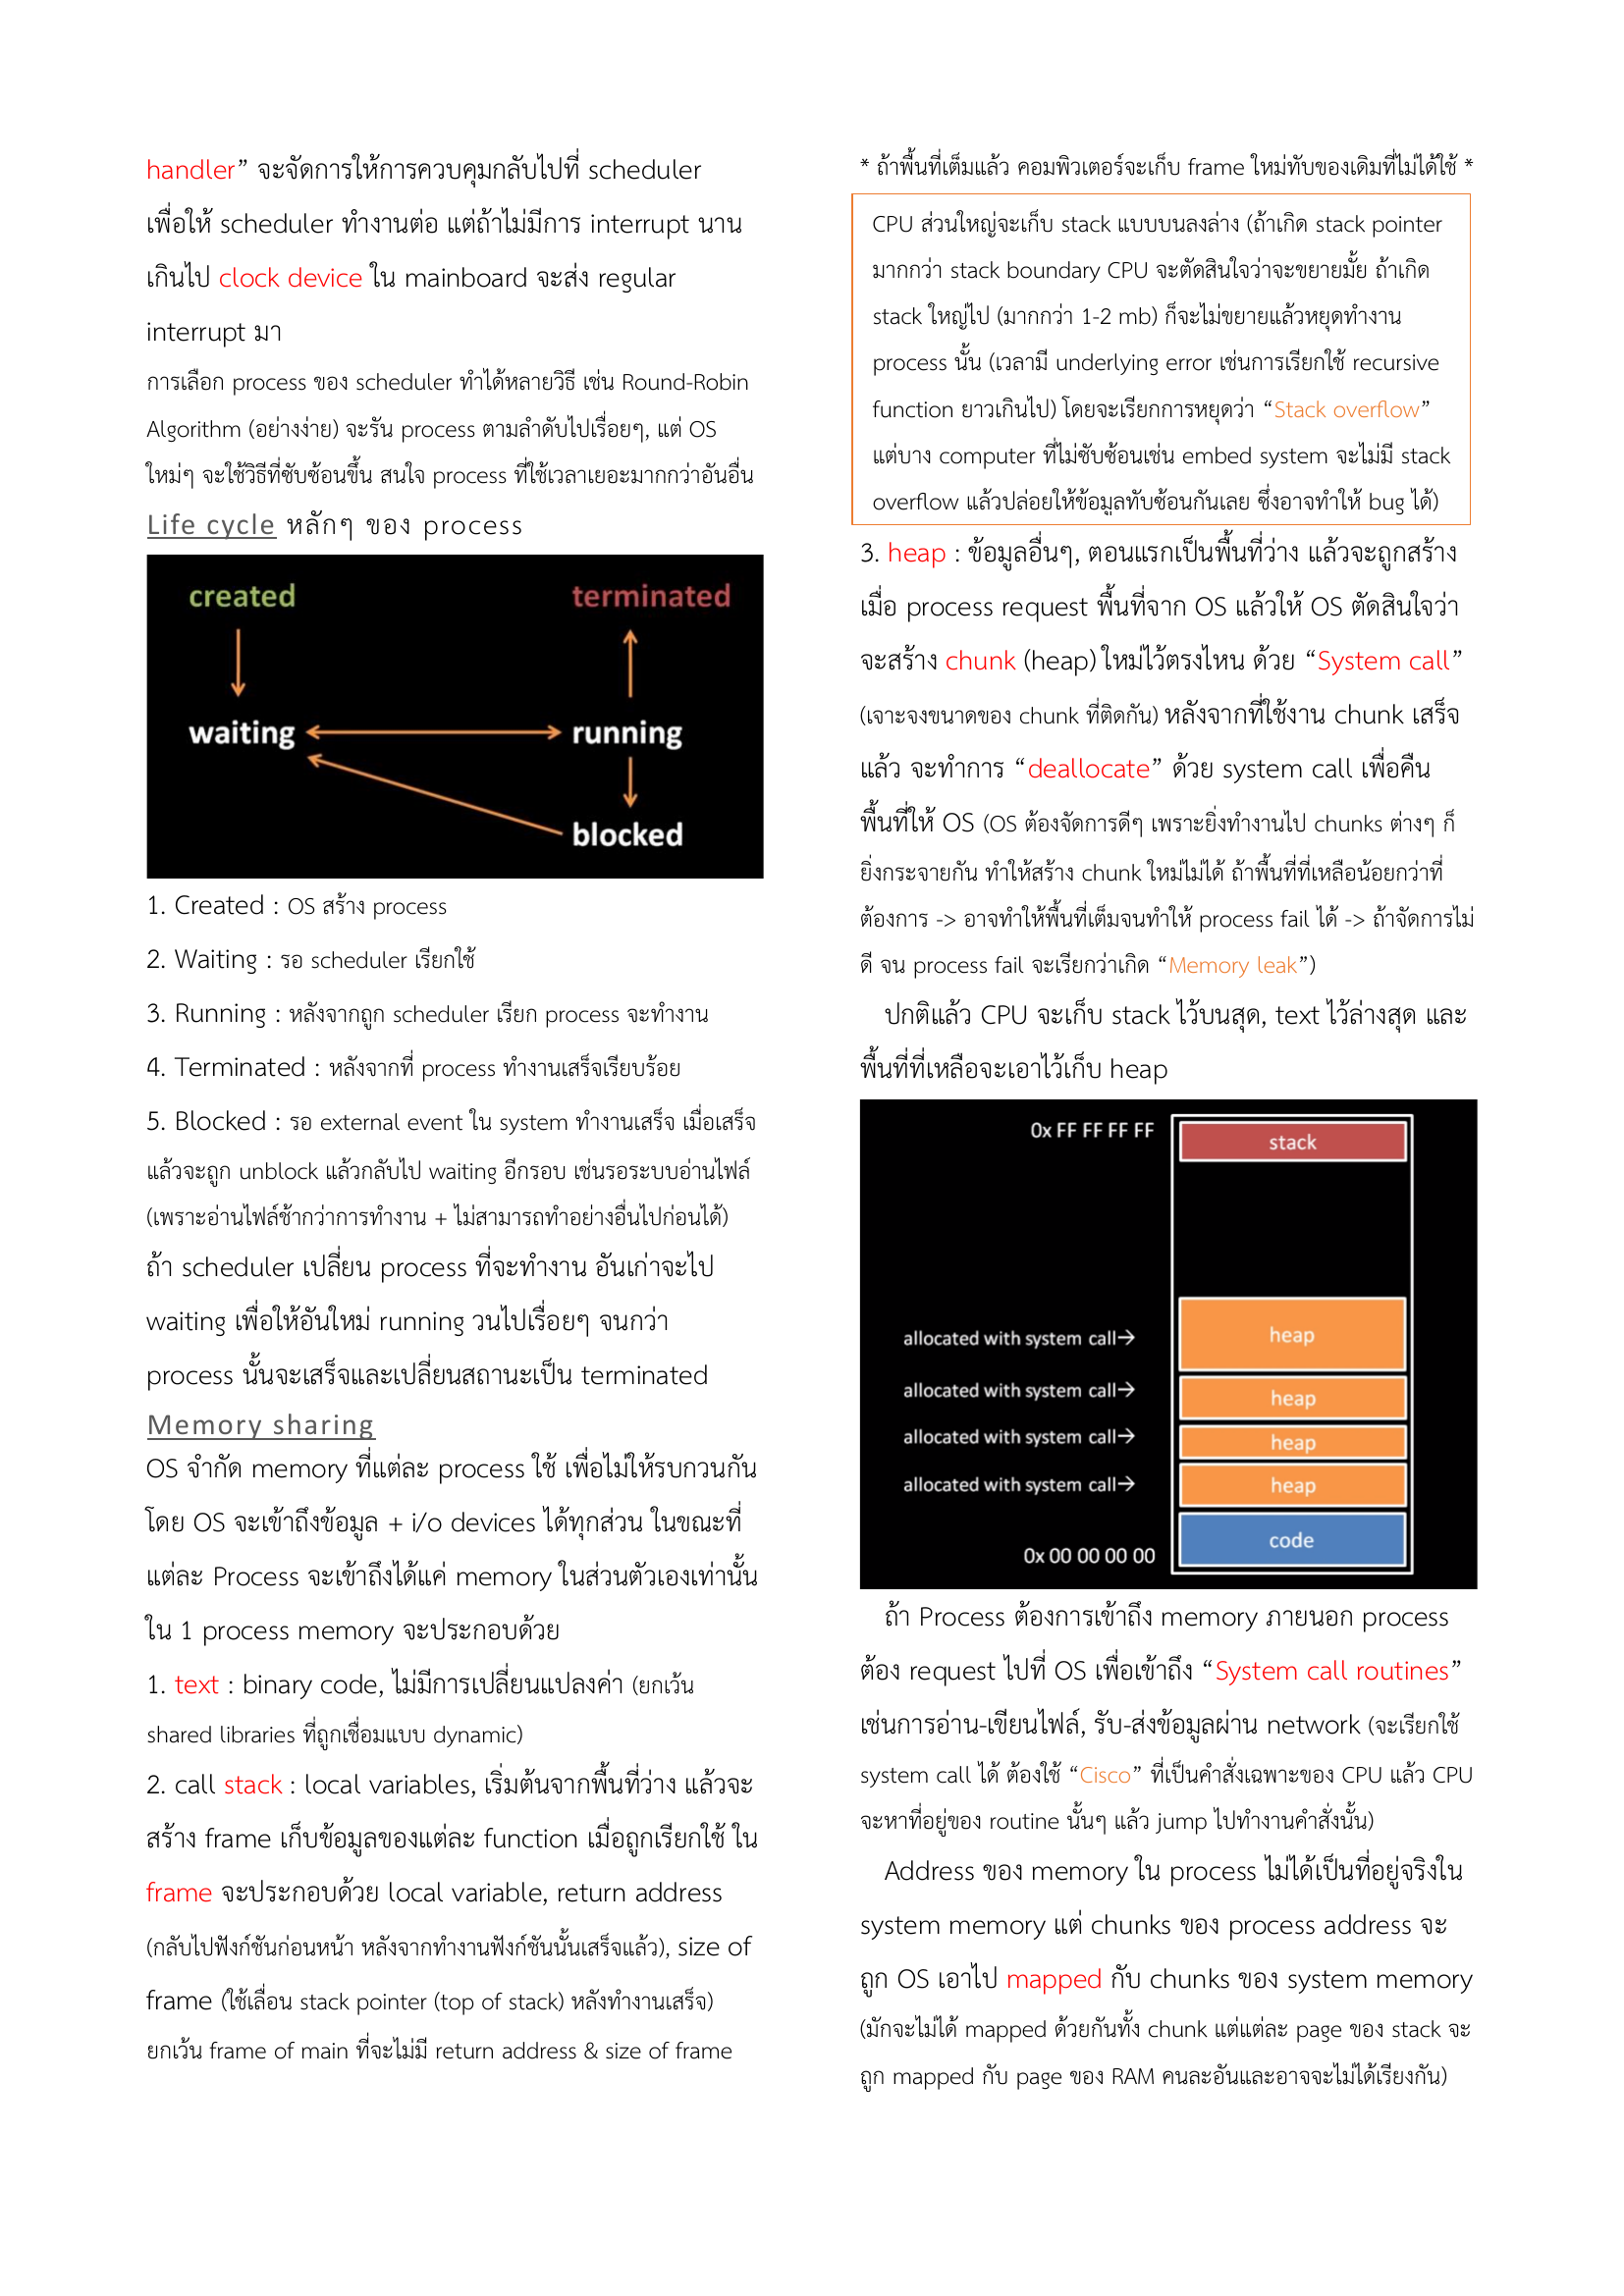 handler” จะจัดการให้การควบคุมกลับไปที่ scheduler
เพื่อให้ scheduler ทำงานต่อ แต่ถ้าไม่มีการ interrupt นาน
เกินไป clock device ใน mainboard จะส่ง regular
interrupt มา
การเลือก process ของ scheduler ทำได้หลายวิธี เช่น Round-Robin
Algorithm (อย่างง่าย) จะรัน process ตามลำดับไปเรื่อยๆ, แต่ OS
ใหม่ๆ จะใช้วิธีที่ซับซ้อนขึ้น สนใจ process ที่ใช้เวลาเยอะมากกว่าอันอื่น
Life cycle หลักๆ ของ process
created
terminated
waiting
running
blocked
1. Created : OS สร้าง process
2. Waiting : รอ scheduler เรียกใช้
3. Running : หลังจากถูก scheduler เรียก process จะทำงาน
4. Terminated : หลังจากที่ process ทำงานเสร็จเรียบร้อย
5. Blocked : รอ external event ใน system ทำงานเสร็จ เมื่อเสร็จ
แล้วจะถูก unblock แล้วกลับไป waiting อีกรอบ เช่นรอระบบอ่านไฟล์
(เพราะอ่านไฟล์ช้ากว่าการทำงาน + ไม่สามารถทำอย่างอื่นไปก่อนได้)
ถ้า scheduler เปลี่ยน process ที่จะทำงาน อันเก่าจะไป
waiting เพื่อให้อันใหม่ running วนไปเรื่อยๆ จนกว่า
process นั้นจะเสร็จและเปลี่ยนสถานะเป็น terminated
Memory sharing
OS จำกัด memory ที่แต่ละ process ใช้ เพื่อไม่ให้รบกวนกัน
โดย OS จะเข้าถึงข้อมูล + i/o devices ได้ทุกส่วน ในขณะที่
แต่ละ Process จะเข้าถึงได้แค่ memory ในส่วนตัวเองเท่านั้น
ใน 1 process memory จะประกอบด้วย
1. text : binary code, ไม่มีการเปลี่ยนแปลงค่า (ยกเว้น
shared libraries ที่ถูกเชื่อมแบบ dynamic)
2. call stack : local variables, เริ่มต้นจากพื้นที่ว่าง แล้วจะ
สร้าง frame เก็บข้อมูลของแต่ละ function เมื่อถูกเรียกใช้ ใน
frame จะประกอบด้วย local variable, return address
(กลับไปฟังก์ชันก่อนหน้า หลังจากทำงานฟังก์ชันนั้นเสร็จแล้ว), size of
frame (ใช้เลื่อน stack pointer (top of stack) หลังทำงานเสร็จ)
ยกเว้น frame of main ที่จะไม่มี return address & size of frame
* ถ้าพื้นที่เต็มแล้ว คอมพิวเตอร์จะเก็บ frame ใหม่ทับของเดิมที่ไม่ได้ใช้ *
CPU ส่วนใหญ่จะเก็บ stack แบบบนลงล่าง (ถ้าเกิด stack pointer
มากกว่า stack boundary CPU จะตัดสินใจว่าจะขยายมั้ย ถ้าเกิด
stack ใหญ่ไป (มากกว่า 1-2 mb) ก็จะไม่ขยายแล้วหยุดทำงาน
process นั้น (เวลามี underlying error เช่นการเรียกใช้ recursive
function ยาวเกินไป) โดยจะเรียกการหยุดว่า “Stack overflow”
แต่บาง computer ที่ไม่ซับซ้อนเช่น embed system จะไม่มี stack
overflow แล้วปล่อยให้ข้อมูลทับซ้อนกันเลย ซึ่งอาจทำให้ bug ได้)
3. heap : ข้อมูลอื่นๆ, ตอนแรกเป็นพื้นที่ว่าง แล้วจะถูกสร้าง
เมื่อ process request พื้นที่จาก OS แล้วให้ OS ตัดสินใจว่า
จะสร้าง chunk (heap) ใหม่ไว้ตรงไหน ด้วย “System call”
(เจาะจงขนาดของ chunk ที่ติดกัน) หลังจากที่ใช้งาน chunk เสร็จ
แล้ว จะทำการ “deallocate” ด้วย system call เพื่อคืน
พื้นที่ให้ OS (OS ต้องจัดการดีๆ เพราะยิ่งทำงานไป chunks ต่างๆ ก็
ยิ่งกระจายกัน ทำให้สร้าง chunk ใหม่ไม่ได้ ถ้าพื้นที่ที่เหลือน้อยกว่าที่
ต้องการ -> อาจทำให้พื้นที่เต็มจนทำให้ process fail ได้ -> ถ้าจัดการไม่
ดี จน process fail จะเรียกว่าเกิด “Memory leak”)
ปกติแล้ว CPU จะเก็บ stack ไว้บนสุด, text ไว้ล่างสุด และ
พื้นที่ที่เหลือจะเอาไว้เก็บ heap
0x FF FF FF FF
stack
allocated with system call→
heap
allocated with system call→
heap
allocated with system call→
heap
allocated with system call→
heap
code
0x 00 00 00 00
ถ้า Process ต้องการเข้าถึง memory ภายนอก process
ต้อง request ไปที่ OS เพื่อเข้าถึง “System call routines”
เช่นการอ่าน-เขียนไฟล์, รับ-ส่งข้อมูลผ่าน network (จะเรียกใช้
system call ได้ ต้องใช้ “Cisco” ที่เป็นคำสั่งเฉพาะของ CPU แล้ว CPU
จะหาที่อยู่ของ routine นั้นๆ แล้ว jump ไปทำงานคำสั่งนั้น)
Address ของ memory ใน process ไม่ได้เป็นที่อยู่จริงใน
system memory แต่ chunks ของ process address จะ
ถูก OS เอาไป mapped กับ chunks ของ system memory
(มักจะไม่ได้ mapped ด้วยกันทั้ง chunk แต่แต่ละ page ของ stack จะ
ถูก mapped กับ page ของ RAM คนละอันและอาจจะไม่ได้เรียงกัน)